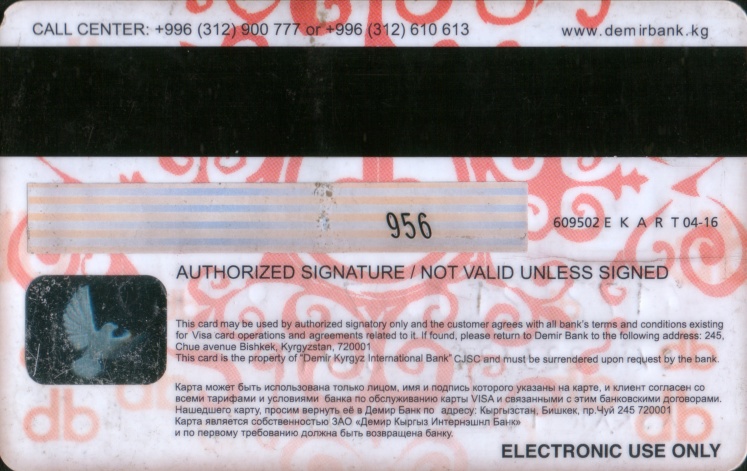 CALL CENTER: +996 (312) 900 777 or +996 (312) 610 613
www.demirbank.kg
956
609502 E K A R T 04-16
AUTHORIZED SIGNATURE / NOT VALID UNLESS SIGNED
This card may be used by authorized signatory only and the customer agrees with all bank's terms and conditions existing
for Visa card operations and agreements related to it. If found, please return to Demir Bank to the following address: 245,
Chue avenue Bishkek, Kyrgyzstan, 720001
This card is the property of "Demir Kyrgyz International Bank" CJSC and must be surrendered upon request by the bank.
Карта может быть использована только лицом, имя и подпись которого указаны на карте, и клиент согласен со
всеми тарифами и условиями банка по обслуживанию карты VISA и связанными с этим банковскими договорами.
Нашедшего карту, просим вернуть её в Демир Банк по адресу: Кыргызстан, Бишкек, пр.Чуй 245 720001
Карта является собственностью ЗАО «Демир Кыргыз Интернэшнл Банк»
и по первому требованию должна быть возвращена банку.
db
db
ELECTRONIC USE ONLY